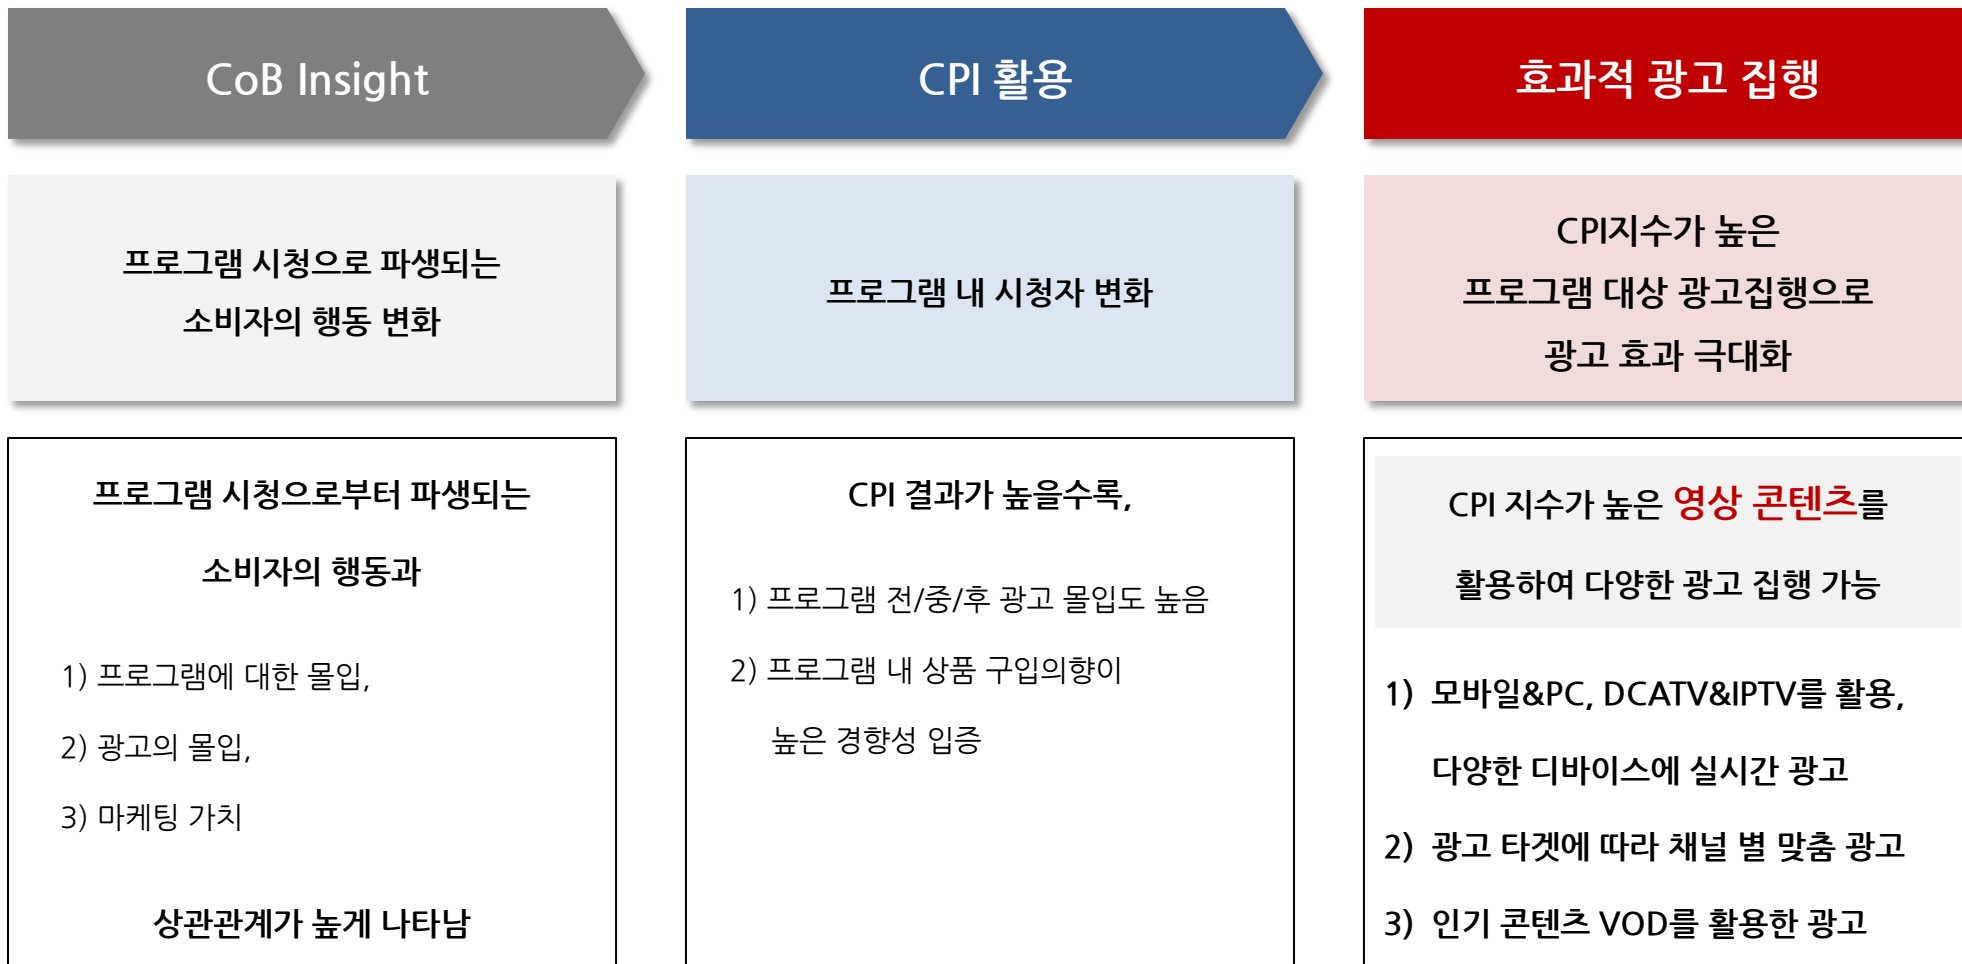 CoB Insight
프로그램 시청으로 파생되는
소비자의 행동 변화
프로그램 시청으로부터 파생되는
소비자의 행동과
1) 프로그램에 대한 몰입,
2) 광고의 몰입,
3) 마케팅 가치
상관관계가 높게 나타남
CPI 활용
프로그램 내 시청자 변화
CPI 결과가 높을수록,
1) 프로그램 전/중/후 광고 몰입도 높음
2) 프로그램 내 상품 구입의향이
높은 경향성 입증
효과적 광고 집행
CPI지수가 높은
프로그램 대상 광고집행으로
광고 효과 극대화
CPI 지수가 높은 영상 콘텐츠를
활용하여 다양한 광고 집행 가능
1) 모바일&PC, DCATV&IPTV를 활용,
다양한 디바이스에 실시간 광고
2) 광고 타겟에 따라 채널 별 맞춤 광고
3) 인기 콘텐츠 VOD를 활용한 광고